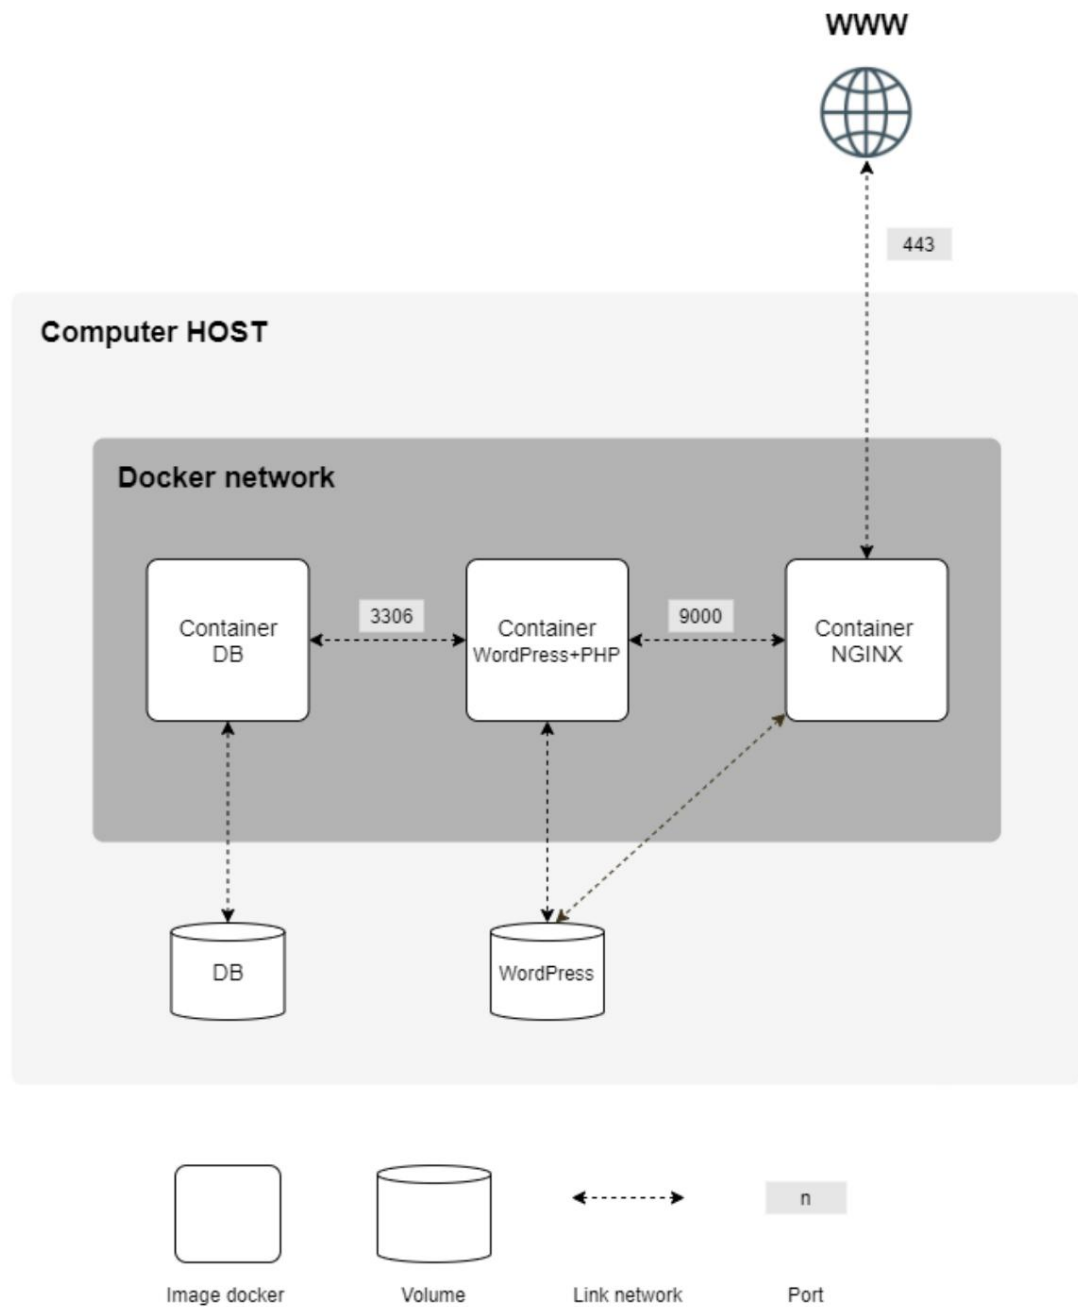 WWW
443
Computer HOST
Docker network
Container
DB
3306
Container
WordPress+PHP
9000
Container
NGINX
DB
WordPress
n
Image docker
Volume
Link network
Port